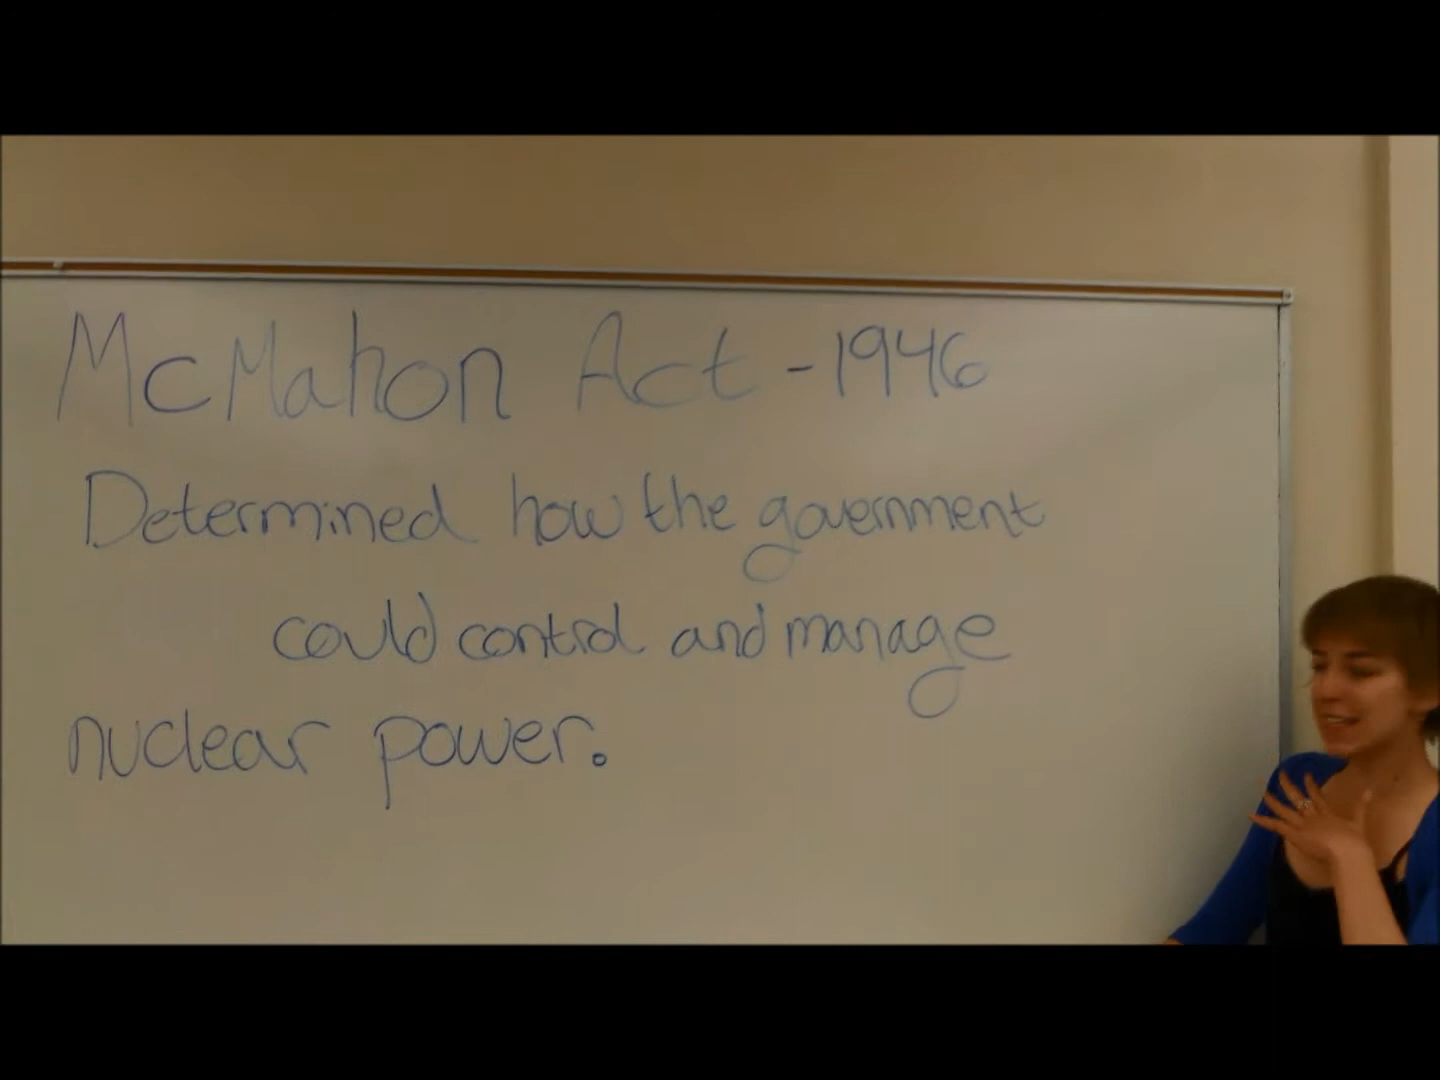 McMahon Act - 1946
Determined how the government
could control and manage
nuclear power.